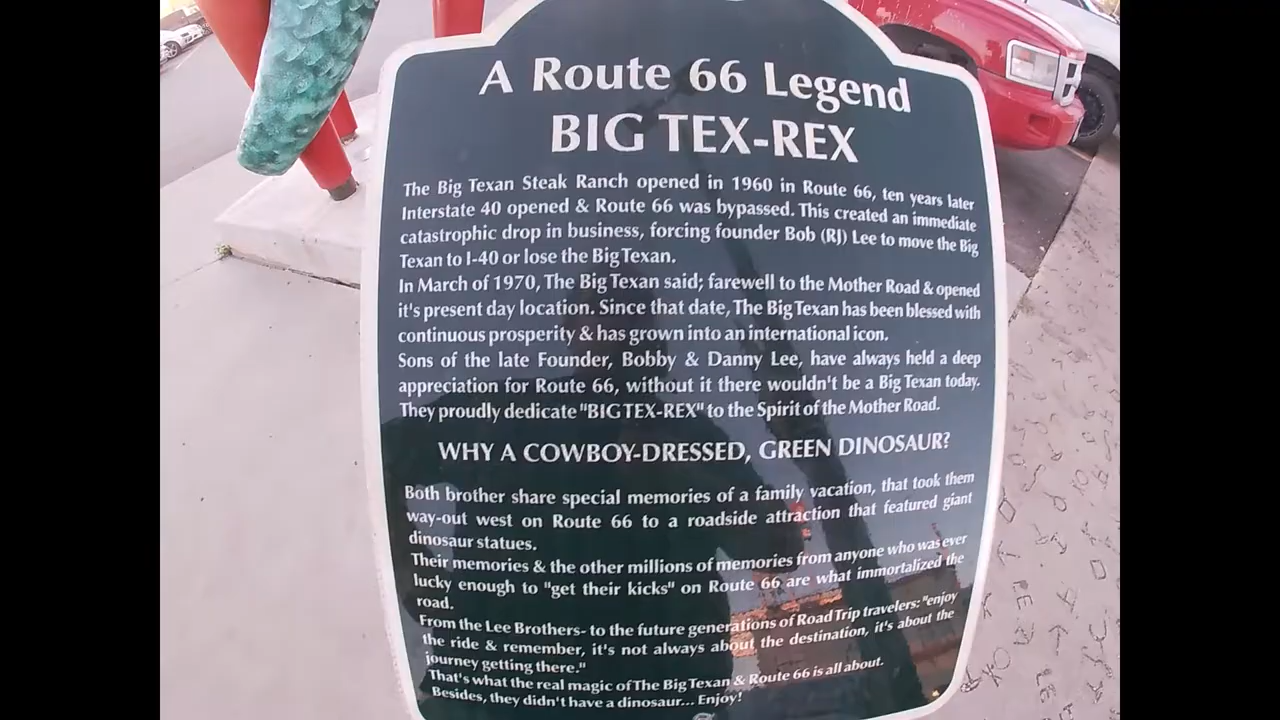 A Route 66 Legend
BIG TEX-REX
The Big Texan Steak Ranch opened in 1960 in Route 66, ten years later
Interstate 40 opened & Route 66 was bypassed. This created an immediate
catastrophic drop in business, forcing founder Bob (RJ) Lee to move the Big
Texan to I-40 or lose the Big Texan.
In March of 1970, The Big Texan said; farewell to the Mother Road & opened
it's present day location. Since that date, The Big Texan has been blessed with
continuous prosperity & has grown into an international icon.
Sons of the late Founder, Bobby & Danny Lee, have always held a deep
appreciation for Route 66, without it there wouldn't be a Big Texan today.
They proudly dedicate "BIG TEX-REX" to the Spirit of the Mother Road.
WHY A COWBOY-DRESSED, GREEN DINOSAUR?
Both brother share special memories of a family vacation, that took them
way-out west on Route 66 to a roadside attraction that featured giant
dinosaur statues.
Their memories & the other millions of memories from anyone who was ever
lucky enough to "get their kicks" on Route 66 are what immortalized the
road.
From the Lee Brothers- to the future generations of Road Trip travelers: "enjoy
the ride & remember, it's not always about the destination, it's about the
journey getting there."
That's what the real magic of The Big Texan & Route 66 is all about.
Besides, they didn't have a dinosaur... Enjoy!